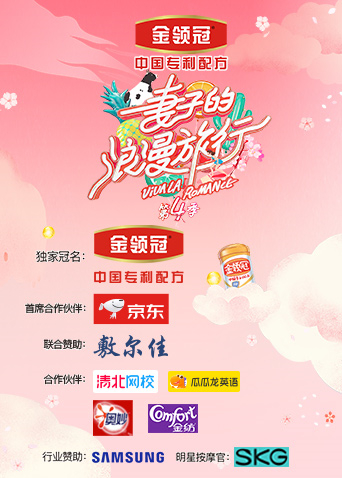 金领冠
中国专利配方
妻子的
浪漫旅行
VIVA LA ROMANCE
第4季
独家冠名：
金领冠
中国专利配方
金领冠
首席合作伙伴：
京东
联合赞助：
敷尔佳
合作伙伴：
清北网校
瓜瓜龙英语
奥妙
Comfort
金纺
行业赞助：
SAMSUNG
明星按摩官：
SKG